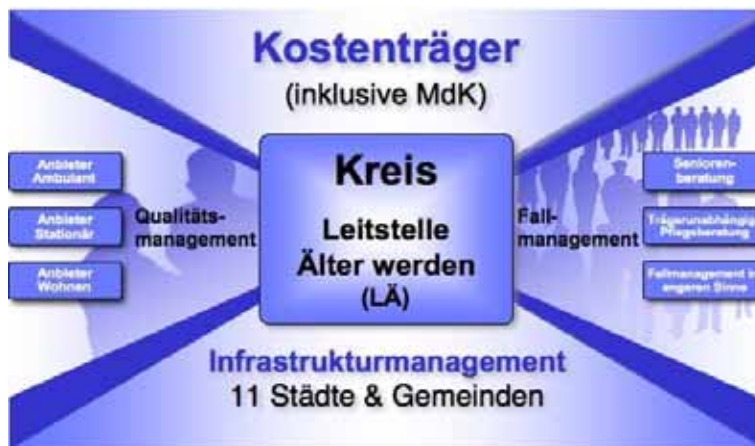 Kostenträger
(inklusive MdK)
Anbieter
Ambulant
Anbieter
Stationär
Anbieter
Wohnen
Qualitäts-
management
Kreis
Leitstelle
Älter werden
(LÄ)
Fall-
management
Senioren-
beratung
Trägerunabhängige
Pflegeberatung
Fallmanagement im
engeren Sinne
Infrastrukturmanagement
11 Städte & Gemeinden